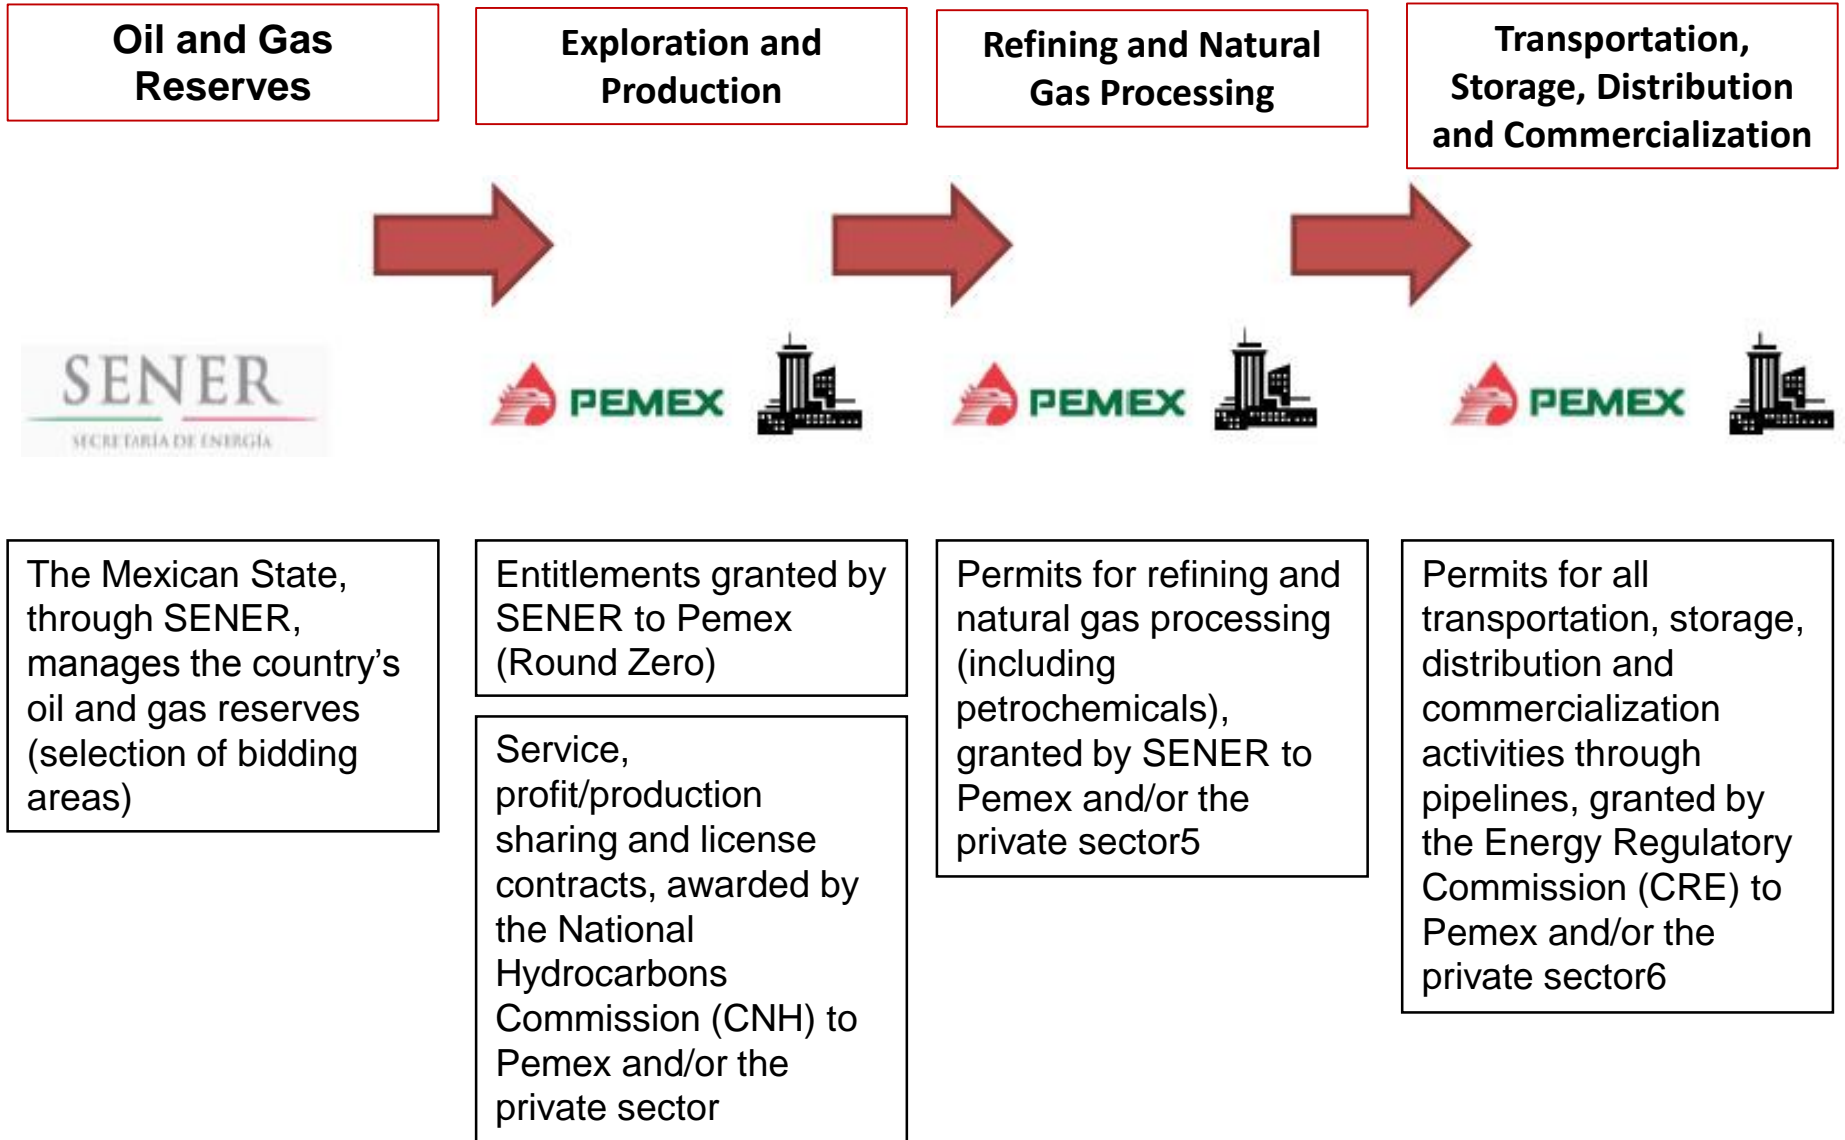 Oil and Gas
Reserves
Exploration and
Production
Refining and Natural
Gas Processing
Transportation,
Storage, Distribution
and Commercialization
SENER
SECRETARÍA DE ENERGÍA
PEMEX
PEMEX
PEMEX
The Mexican State,
through SENER,
manages the country’s
oil and gas reserves
(selection of bidding
areas)
Entitlements granted by
SENER to Pemex
(Round Zero)
Service,
profit/production
sharing and license
contracts, awarded by
the National
Hydrocarbons
Commission (CNH) to
Pemex and/or the
private sector
Permits for refining and
natural gas processing
(including
petrochemicals),
granted by SENER to
Pemex and/or the
private sector5
Permits for all
transportation, storage,
distribution and
commercialization
activities through
pipelines, granted by
the Energy Regulatory
Commission (CRE) to
Pemex and/or the
private sector6